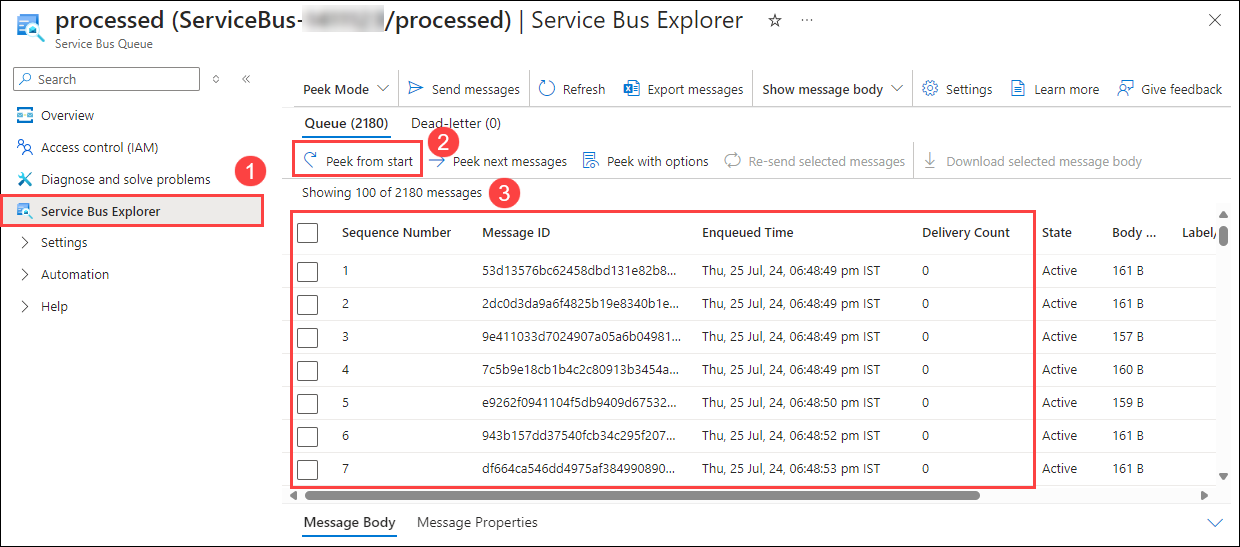 processed (ServiceBus- /processed) | Service Bus Explorer
Service Bus Queue
Search
Overview
Access control (IAM)
Diagnose and solve problems
1
Service Bus Explorer
Settings
Automation
Help
Peek Mode Send messages Refresh Export messages Show message body Settings Learn more Give feedback
Queue (2180) Dead-letter (0)
2
Peek from start Peek next messages Peek with options Re-send selected messages Download selected message body
Showing 100 of 2180 messages 3
Sequence Number Message ID Enqueued Time Delivery Count State Body ... Label/
1 53d13576bc62458dbd131e82b8... Thu, 25 Jul, 24, 06:48:49 pm IST 0 Active 161 B
2 2dc0d3da9a6f4825b19e8340b1e... Thu, 25 Jul, 24, 06:48:49 pm IST 0 Active 161 B
3 9e411033d7024907a05a6b04981... Thu, 25 Jul, 24, 06:48:49 pm IST 0 Active 157 B
4 7c5b9e18cb1b4c2c80913b3454a... Thu, 25 Jul, 24, 06:48:49 pm IST 0 Active 160 B
5 e9262f0941104f5db9409d67532... Thu, 25 Jul, 24, 06:48:50 pm IST 0 Active 159 B
6 943b157dd37540fcb34c295f207... Thu, 25 Jul, 24, 06:48:52 pm IST 0 Active 161 B
7 df664ca546dd4975af384990890... Thu, 25 Jul, 24, 06:48:53 pm IST 0 Active 161 B
Message Body Message Properties